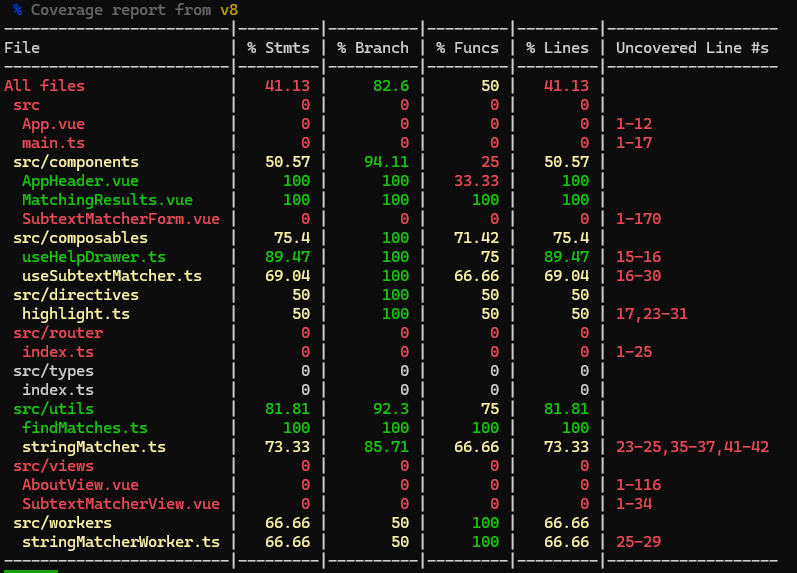 % Coverage report from v8
-------------------------|---------|----------|---------|---------|-------------------
File                     | % Stmts | % Branch | % Funcs | % Lines | Uncovered Line #s
-------------------------|---------|----------|---------|---------|-------------------
All files                |   41.13 |     82.6 |      50 |   41.13 |
 src                     |       0 |        0 |       0 |       0 |
  App.vue                |       0 |        0 |       0 |       0 | 1-12
  main.ts                |       0 |        0 |       0 |       0 | 1-17
 src/components          |   50.57 |    94.11 |      25 |   50.57 |
  AppHeader.vue          |     100 |      100 |   33.33 |     100 |
  MatchingResults.vue    |     100 |      100 |     100 |     100 |
  SubtextMatcherForm.vue |       0 |        0 |       0 |       0 | 1-170
 src/composables         |    75.4 |      100 |   71.42 |    75.4 |
  useHelpDrawer.ts       |   89.47 |      100 |      75 |   89.47 | 15-16
  useSubtextMatcher.ts   |   69.04 |      100 |   66.66 |   69.04 | 16-30
 src/directives          |      50 |      100 |      50 |      50 |
  highlight.ts           |      50 |      100 |      50 |      50 | 17,23-31
 src/router              |       0 |        0 |       0 |       0 |
  index.ts               |       0 |        0 |       0 |       0 | 1-25
 src/types               |       0 |        0 |       0 |       0 |
  index.ts               |       0 |        0 |       0 |       0 |
 src/utils               |   81.81 |     92.3 |      75 |   81.81 |
  findMatches.ts         |     100 |      100 |     100 |     100 |
  stringMatcher.ts       |   73.33 |    85.71 |   66.66 |   73.33 | 23-25,35-37,41-42
 src/views               |       0 |        0 |       0 |       0 |
  AboutView.vue          |       0 |        0 |       0 |       0 | 1-116
  SubtextMatcherView.vue |       0 |        0 |       0 |       0 | 1-34
 src/workers             |   66.66 |       50 |     100 |   66.66 |
  stringMatcherWorker.ts |   66.66 |       50 |     100 |   66.66 | 25-29
-------------------------|---------|----------|---------|---------|-------------------